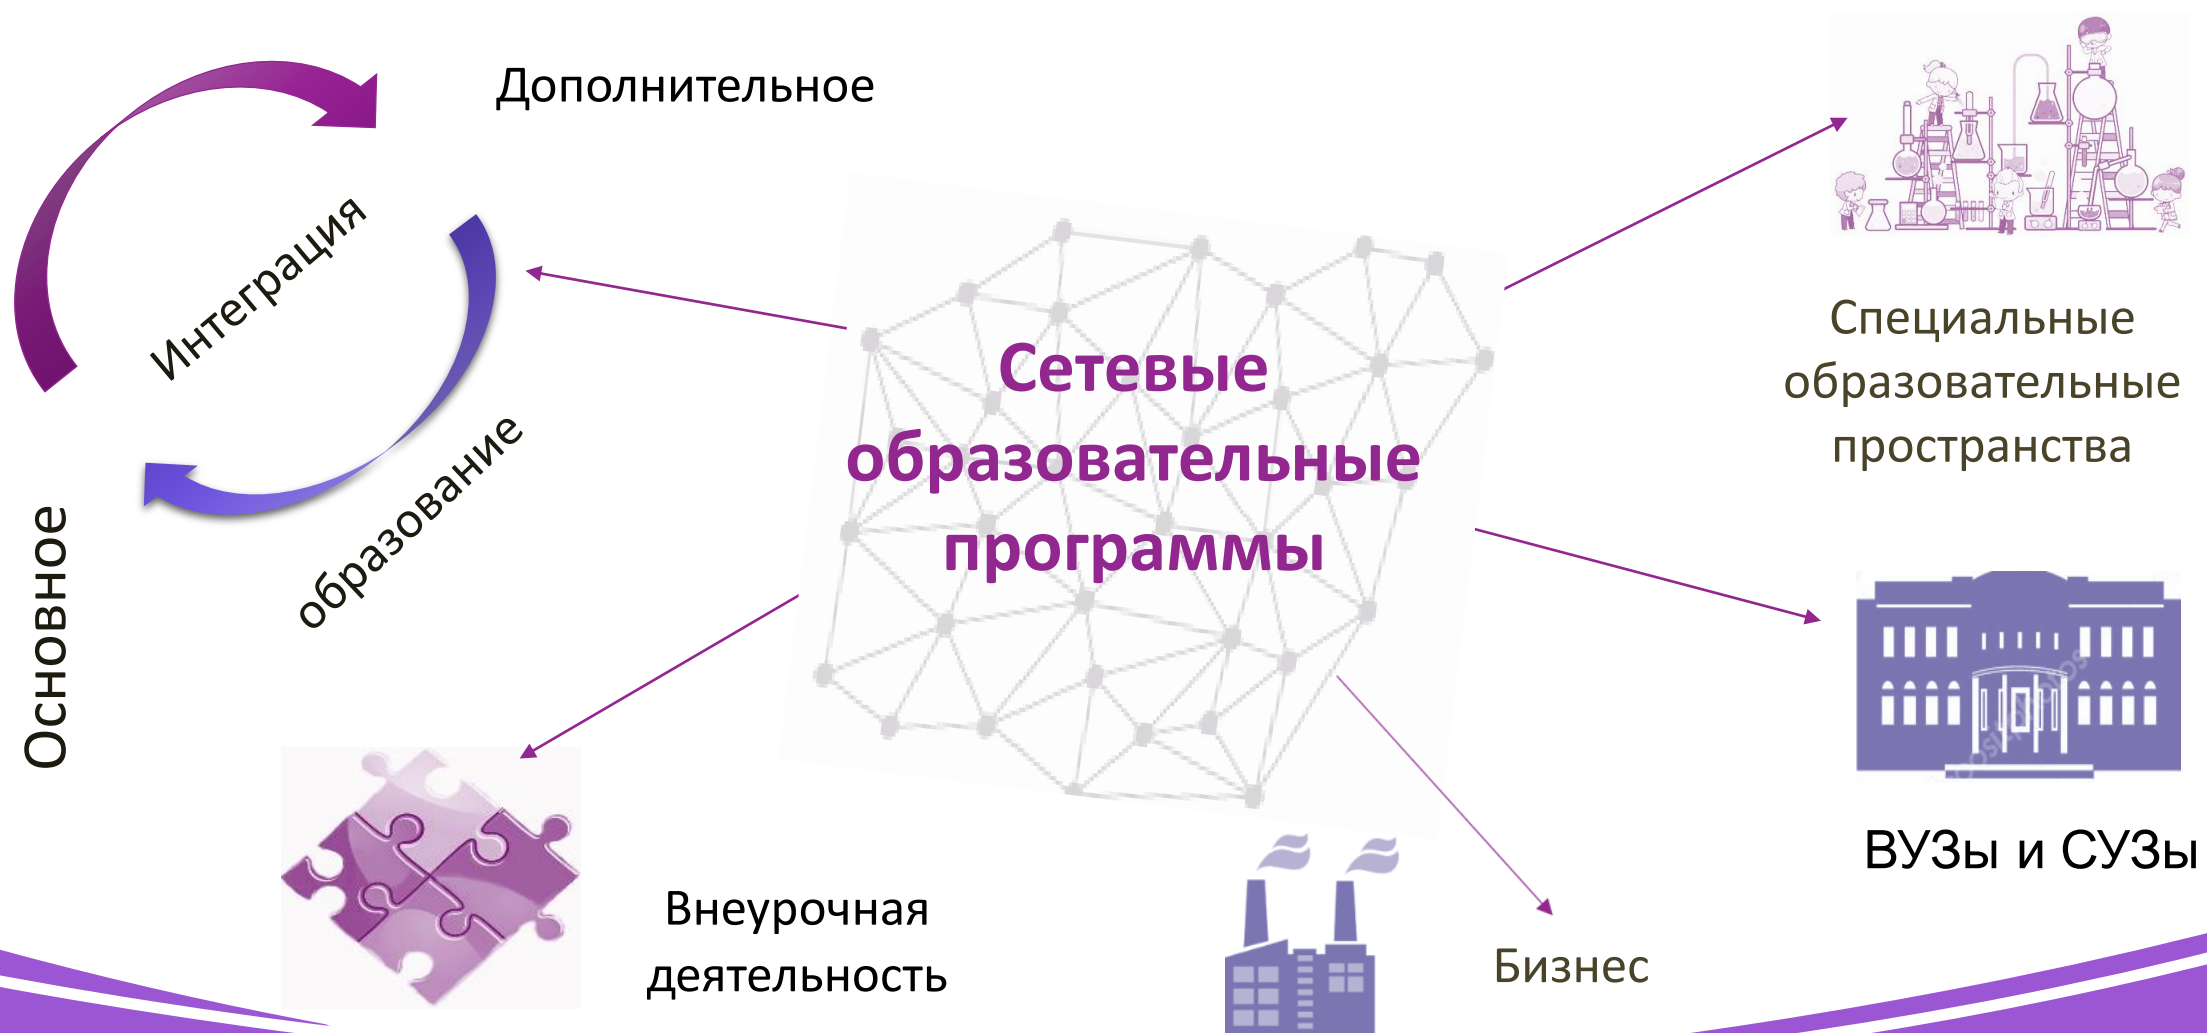 Дополнительное
Интеграция
образование
Основное
Сетевые
образовательные
программы
Специальные
образовательные
пространства
ВУЗы и СУЗы
Внеурочная
деятельность
Бизнес